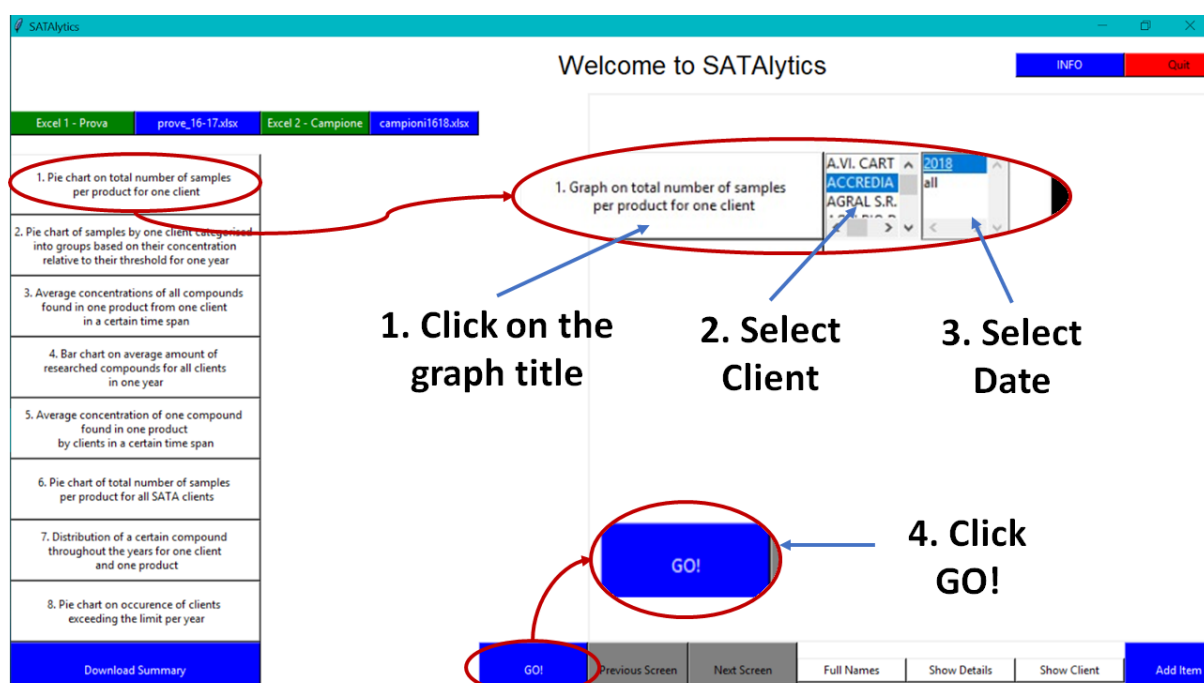 SATAlytics
Welcome to SATAlytics
INFO
Quit
Excel 1 - Prova
prove_16-17.xlsx
Excel 2 - Campione
campioni1618.xlsx
1. Pie chart on total number of samples
per product for one client
2. Pie chart of samples by one client categorised
into groups based on their concentration
relative to their threshold for one year
3. Average concentrations of all compounds
found in one product from one client
in a certain time span
4. Bar chart on average amount of
researched compounds for all clients
in one year
5. Average concentration of one compound
found in one product
by clients in a certain time span
6. Pie chart of total number of samples
per product for all SATA clients
7. Distribution of a certain compound
throughout the years for one client
and one product
8. Pie chart on occurence of clients
exceeding the limit per year
Download Summary
1. Graph on total number of samples
per product for one client
A.VI. CART
ACCREDIA
AGRAL S.R.
2018
all
1. Click on the
graph title
2. Select
Client
3. Select
Date
GO!
4. Click
GO!
GO!
Previous Screen
Next Screen
Full Names
Show Details
Show Client
Add Item